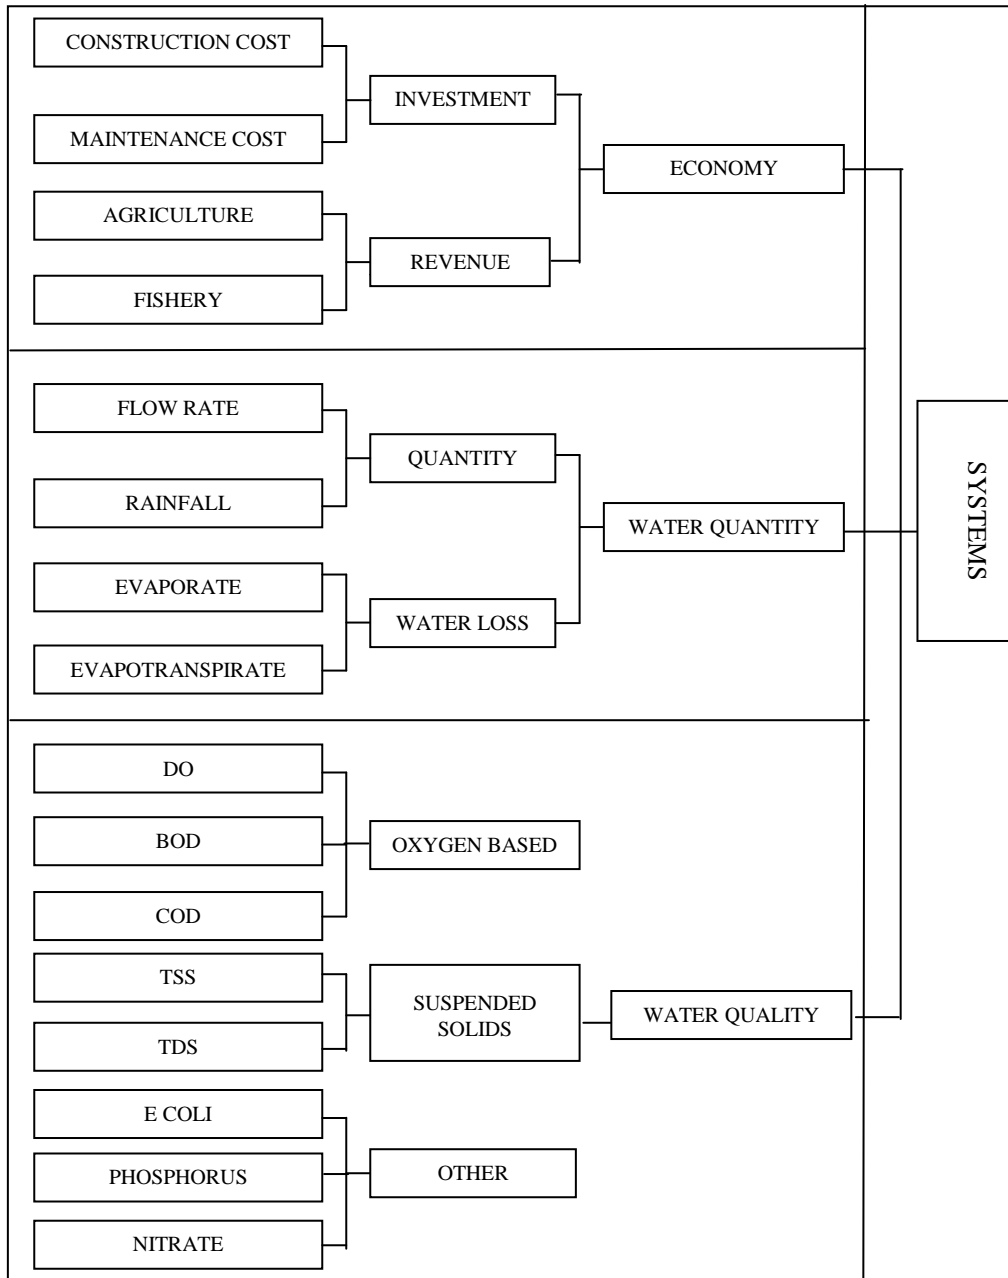 CONSTRUCTION COST
INVESTMENT
MAINTENANCE COST
ECONOMY
AGRICULTURE
REVENUE
FISHERY
FLOW RATE
QUANTITY
RAINFALL
WATER QUANTITY
SYSTEMS
EVAPORATE
WATER LOSS
EVAPOTRANSPIRATE
DO
BOD
OXYGEN BASED
COD
TSS
SUSPENDED
SOLIDS
WATER QUALITY
TDS
E COLI
PHOSPHORUS
OTHER
NITRATE